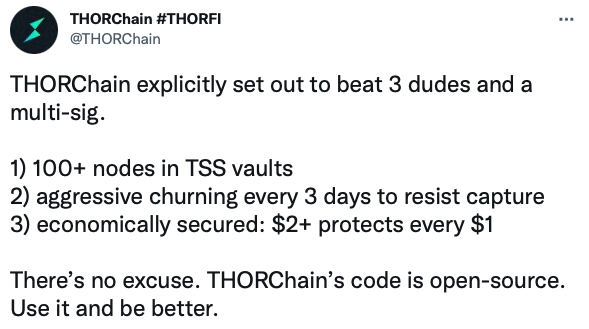 THORChain #THORFI
@THORChain
THORChain explicitly set out to beat 3 dudes and a
multi-sig.
1) 100+ nodes in TSS vaults
2) aggressive churning every 3 days to resist capture
3) economically secured: $2+ protects every $1
There’s no excuse. THORChain’s code is open-source.
Use it and be better.